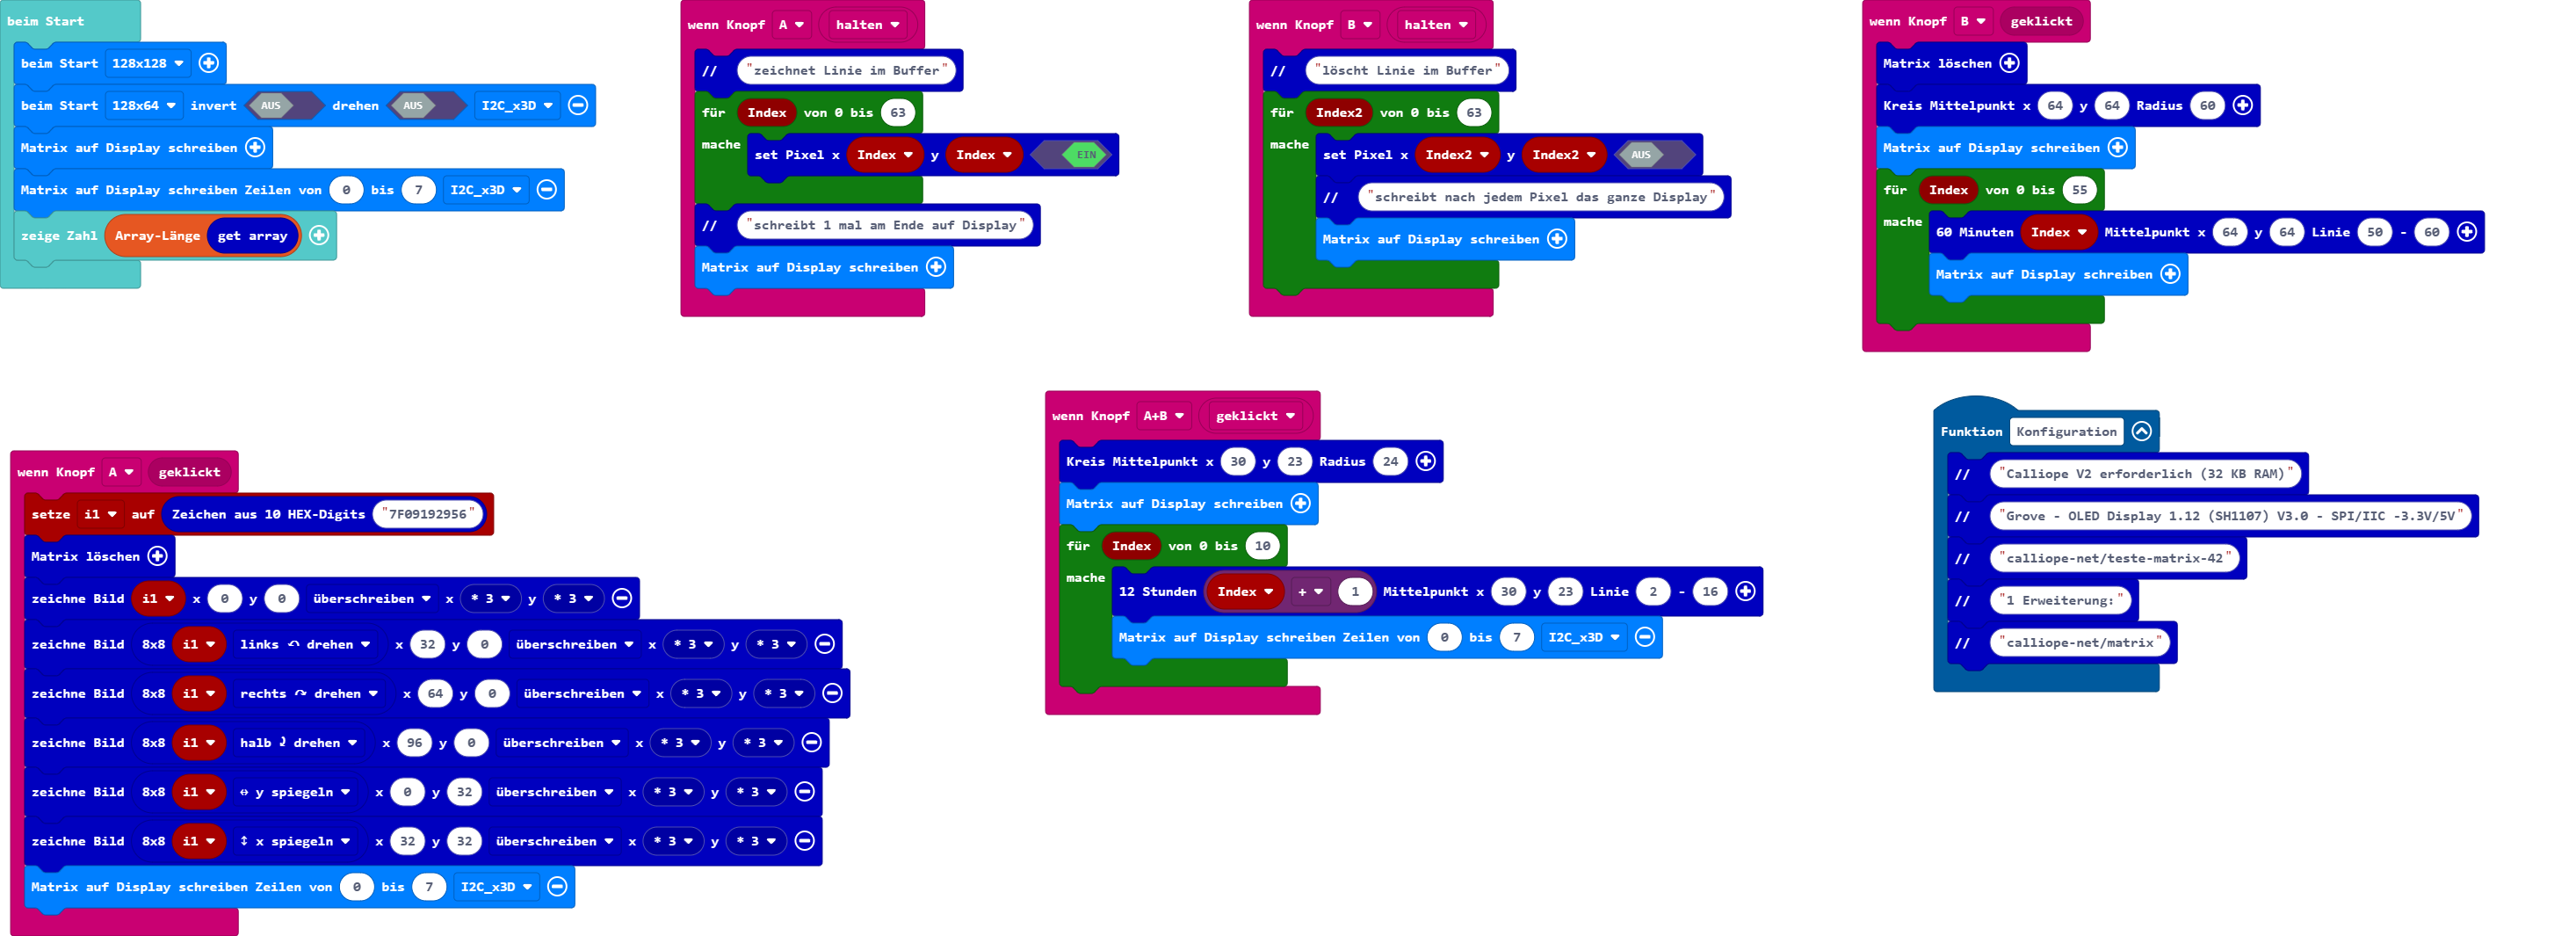 beim Start
beim Start 128x128
beim Start 128x64 invert AUS drehen AUS I2C_x3D
Matrix auf Display schreiben
Matrix auf Display schreiben Zeilen von 0 bis 7 I2C_x3D
zeige Zahl Array-Länge get array
wenn Knopf A halten
// "zeichnet Linie im Buffer"
für Index von 0 bis 63
mache set Pixel x Index y Index EIN
// "schreibt 1 mal am Ende auf Display"
Matrix auf Display schreiben
wenn Knopf B halten
// "löscht Linie im Buffer"
für Index2 von 0 bis 63
mache set Pixel x Index2 y Index2 AUS
// "schreibt nach jedem Pixel das ganze Display"
Matrix auf Display schreiben
wenn Knopf B geklickt
Matrix löschen
Kreis Mittelpunkt x 64 y 64 Radius 60
Matrix auf Display schreiben
für Index von 0 bis 55
mache 60 Minuten Index Mittelpunkt x 64 y 64 Linie 50 - 60
Matrix auf Display schreiben
wenn Knopf A geklickt
setze i1 auf Zeichen aus 10 HEX-Digits "7F09192956"
Matrix löschen
zeichne Bild i1 x 0 y 0 überschreiben x * 3 y * 3
zeichne Bild 8x8 i1 links ↶ drehen x 32 y 0 überschreiben x * 3 y * 3
zeichne Bild 8x8 i1 rechts ↷ drehen x 64 y 0 überschreiben x * 3 y * 3
zeichne Bild 8x8 i1 halb ⤸ drehen x 96 y 0 überschreiben x * 3 y * 3
zeichne Bild 8x8 i1 ↔ y spiegeln x 0 y 32 überschreiben x * 3 y * 3
zeichne Bild 8x8 i1 ↕ x spiegeln x 32 y 32 überschreiben x * 3 y * 3
Matrix auf Display schreiben Zeilen von 0 bis 7 I2C_x3D
wenn Knopf A+B geklickt
Kreis Mittelpunkt x 30 y 23 Radius 24
Matrix auf Display schreiben
für Index von 0 bis 10
mache 12 Stunden Index + 1 Mittelpunkt x 30 y 23 Linie 2 - 16
Matrix auf Display schreiben Zeilen von 0 bis 7 I2C_x3D
Funktion Konfiguration
// "Calliope V2 erforderlich (32 KB RAM)"
// "Grove - OLED Display 1.12 (SH1107) V3.0 - SPI/IIC -3.3V/5V"
// "calliope-net/teste-matrix-42"
// "1 Erweiterung:"
// "calliope-net/matrix"